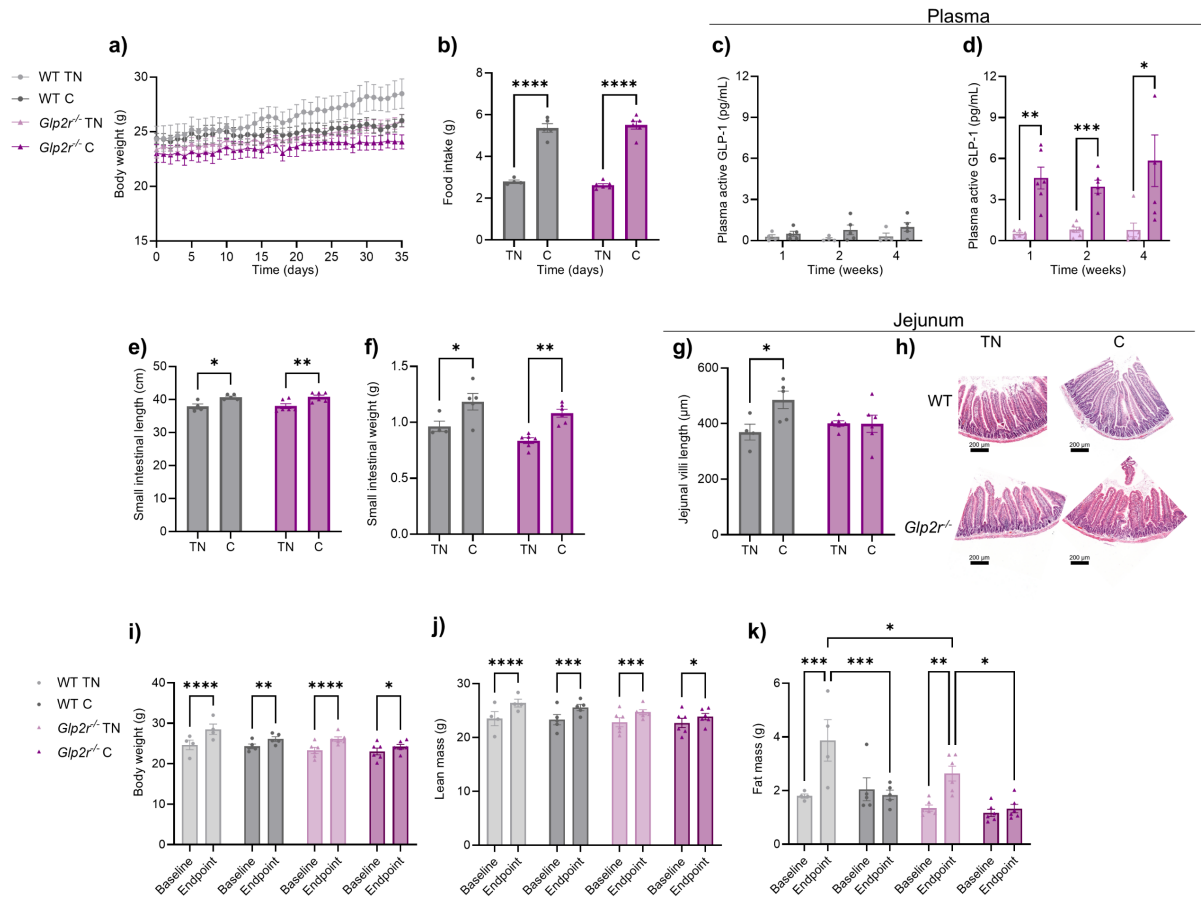 Plasma
a)
b)
c)
d)
WT TN
WT C
Glp2r-/- TN
Glp2r-/- C
Body weight (g)
30
25
20
15
0 5 10 15 20 25 30 35
Time (days)
Food intake (g)
8
6
4
2
0
**** ****
TN C TN C
Time (days)
Plasma active GLP-1 (pg/mL)
12
9
6
3
0
1 2 4
Time (weeks)
Plasma active GLP-1 (pg/mL)
12
9
6
3
0
** *** *
1 2 4
Time (weeks)
Jejunum
e)
f)
g)
h)
Small intestinal length (cm)
50
40
30
20
10
0
* **
TN C TN C
Small intestinal weight (g)
1.5
1.0
0.5
0.0
* **
TN C TN C
Jejunal villi length (µm)
600
400
200
0
*
TN C TN C
TN C
WT
200 µm 200 µm
Glp2r-/-
200 µm 200 µm
i)
j)
k)
WT TN
WT C
Glp2r-/- TN
Glp2r-/- C
Body weight (g)
40
30
20
10
0
**** ** **** *
Baseline Endpoint Baseline Endpoint Baseline Endpoint Baseline Endpoint
Lean mass (g)
30
20
10
0
**** *** *** *
Baseline Endpoint Baseline Endpoint Baseline Endpoint Baseline Endpoint
Fat mass (g)
6
4
2
0
*
*** *** ** *
Baseline Endpoint Baseline Endpoint Baseline Endpoint Baseline Endpoint